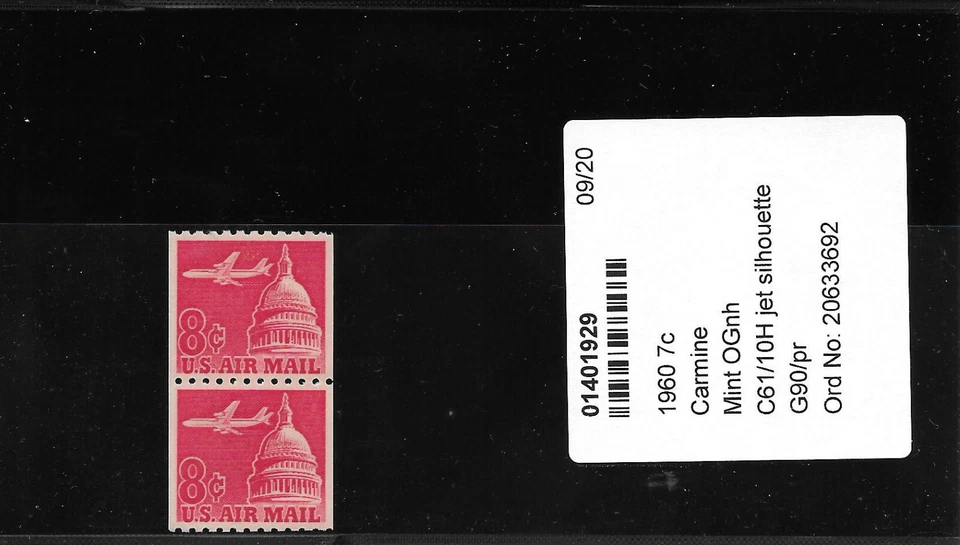 8¢
U.S. AIR MAIL
8¢
U.S. AIR MAIL
01401929 09/20
1960 7c
Carmine
Mint OGnh
C61/10H jet silhouette
G90/pr
Ord No: 20633692